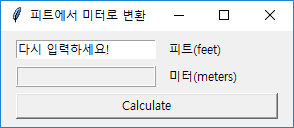 피트에서 미터로 변환
다시 입력하세요! 피트(feet)
미터(meters)
Calculate